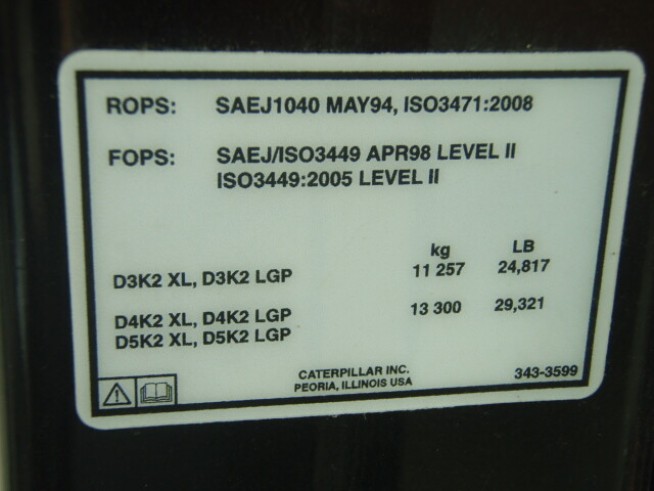 ROPS: SAEJ1040 MAY94, ISO3471:2008
FOPS: SAEJ/ISO3449 APR98 LEVEL II
ISO3449:2005 LEVEL II
kg LB
D3K2 XL, D3K2 LGP 11 257 24,817
D4K2 XL, D4K2 LGP 13 300 29,321
D5K2 XL, D5K2 LGP
CATERPILLAR INC.
PEORIA, ILLINOIS USA 343-3599